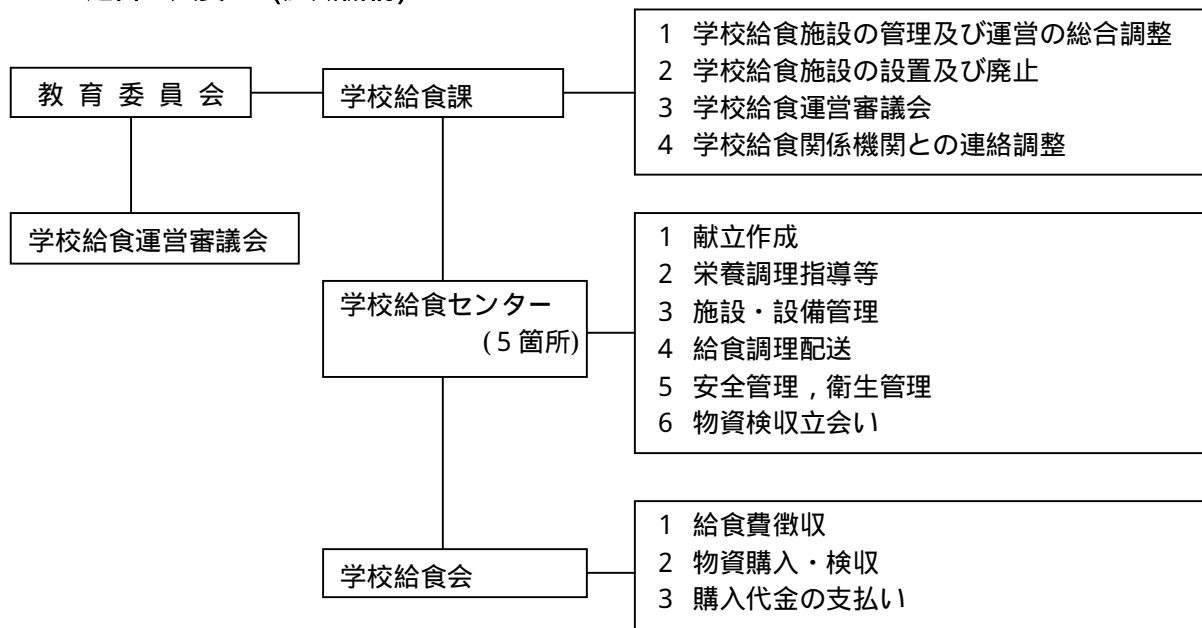 1 学校給食施設の管理及び運営の総合調整
2 学校給食施設の設置及び廃止
3 学校給食運営審議会
4 学校給食関係機関との連絡調整
教育委員会
学校給食課
学校給食運営審議会
1 献立作成
2 栄養調理指導等
3 施設・設備管理
4 給食調理配送
5 安全管理，衛生管理
6 物資検収立会い
学校給食センター
(5箇所)
1 給食費徴収
2 物資購入・検収
3 購入代金の支払い
学校給食会